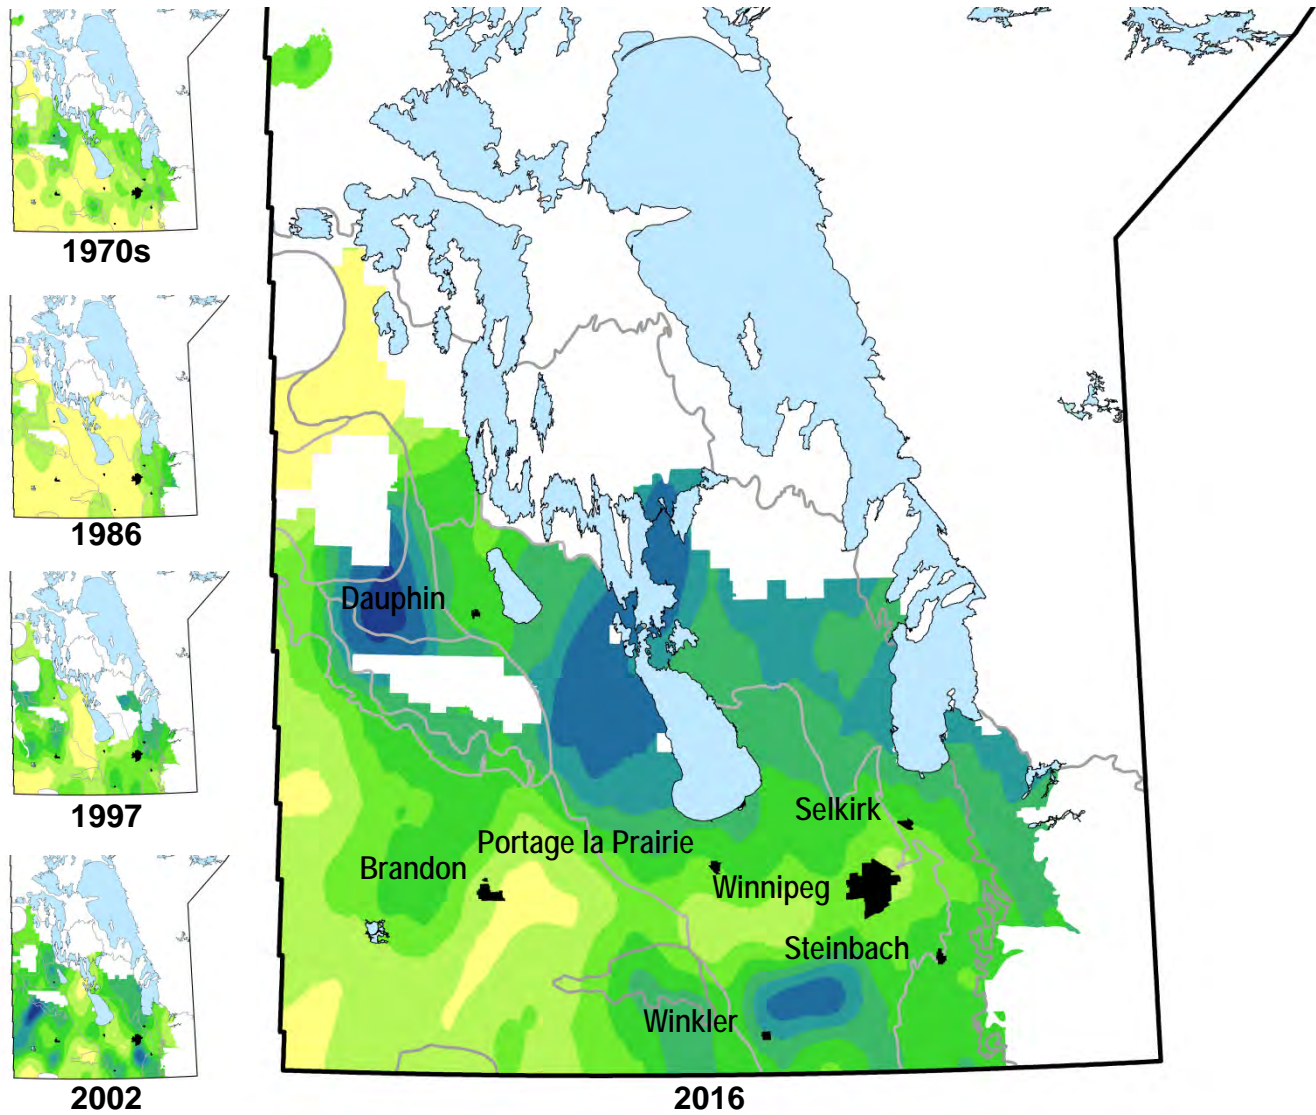 1970s
1986
1997
2002
Dauphin
Selkirk
Portage la Prairie
Brandon
Winnipeg
Steinbach
Winkler
2016